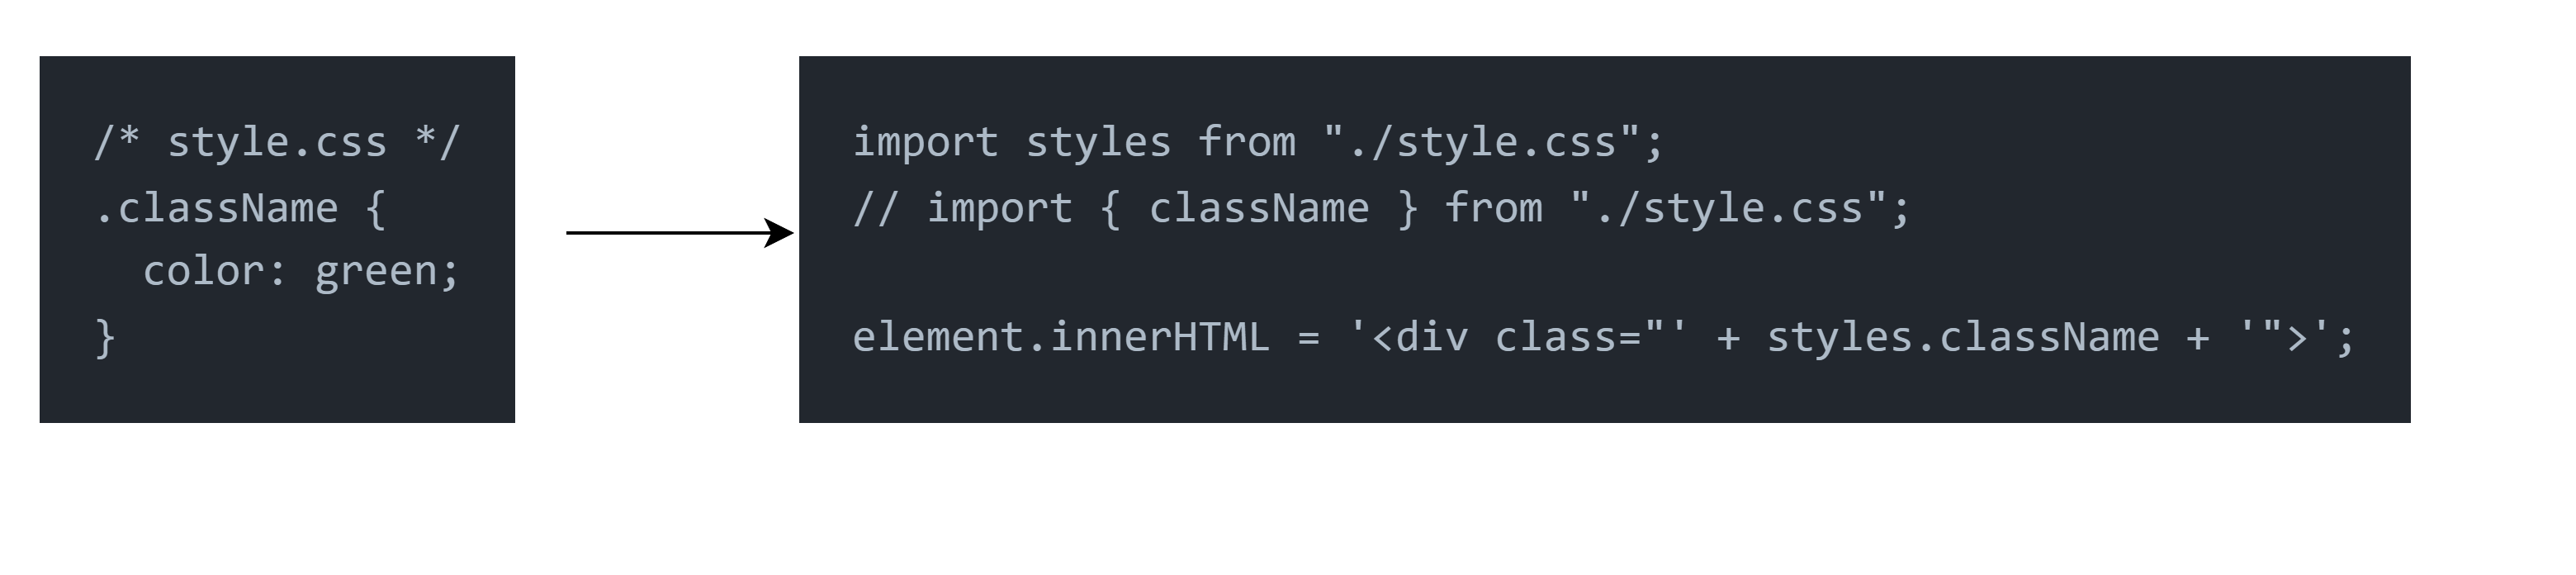 /* style.css */
.className {
  color: green;
}
import styles from "./style.css";
// import { className } from "./style.css";
element.innerHTML = '<div class="' + styles.className + '">';